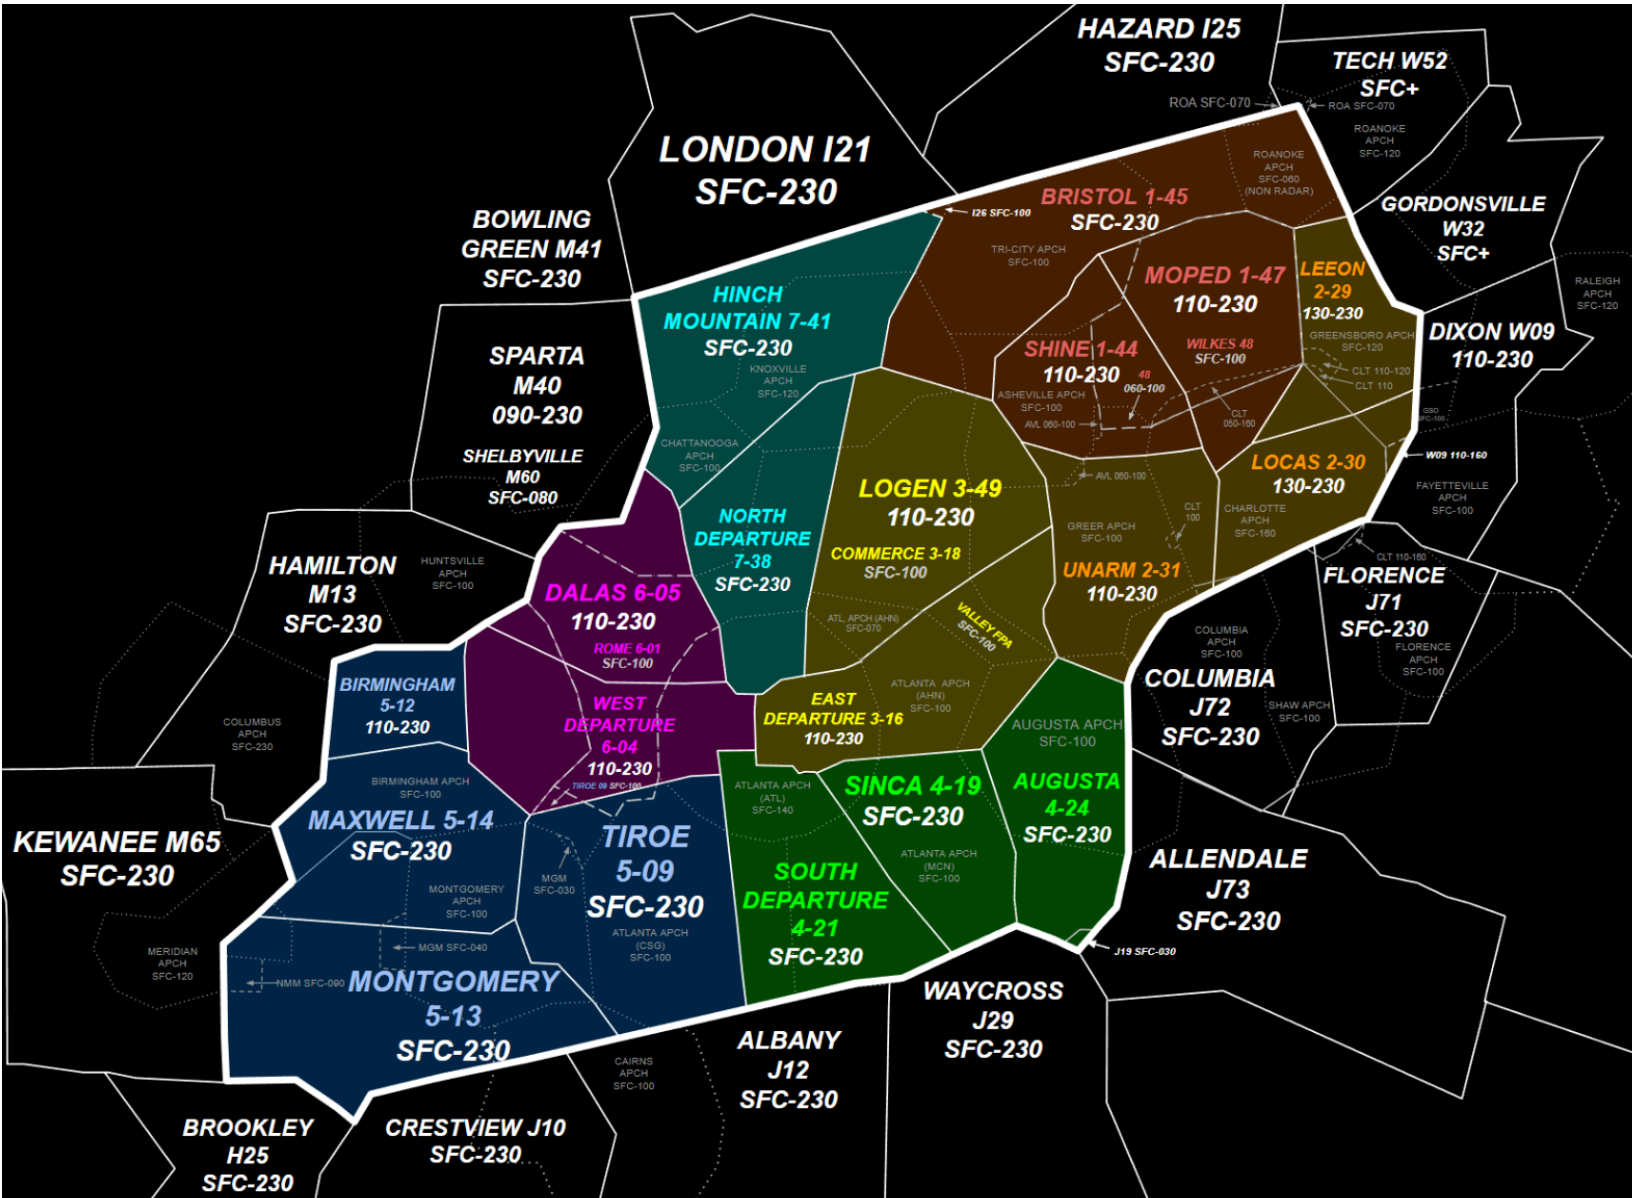 HAZARD I25
SFC-230
TECH W52
SFC+
ROA SFC-070
ROA SFC-070
ROANOKE
APCH
SFC-120
LONDON I21
SFC-230
ROANOKE
APCH
SFC-060
(NON RADAR)
BRISTOL 1-45
SFC-230
I26 SFC-100
TRI-CITY APCH
SFC-100
GORDONSVILLE
W32
SFC+
BOWLING
GREEN M41
SFC-230
HINCH
MOUNTAIN 7-41
SFC-230
KNOXVILLE
APCH
SFC-120
MOPED 1-47
110-230
LEEON
2-29
130-230
GREENSBORO APCH
SFC-120
RALEIGH
APCH
SFC-120
DIXON W09
110-230
SPARTA
M40
090-230
SHELBYVILLE
M60
SFC-080
SHINE 1-44
110-230
48
060-100
WILKES 48
SFC-100
ASHEVILLE APCH
SFC-100
AVL 060-100
CLT 110-120
CLT 110
CLT
050-160
GSO
SFC-100
CHATTANOOGA
APCH
SFC-100
LOGEN 3-49
110-230
AVL 060-100
LOCAS 2-30
130-230
W09 110-160
FAYETTEVILLE
APCH
SFC-100
CHARLOTTE
APCH
SFC-160
CLT
100
GREER APCH
SFC-100
NORTH
DEPARTURE
7-38
SFC-230
COMMERCE 3-18
SFC-100
UNARM 2-31
110-230
CLT 110-160
FLORENCE
J71
SFC-230
FLORENCE
APCH
SFC-100
HAMILTON
M13
SFC-230
HUNTSVILLE
APCH
SFC-100
DALAS 6-05
110-230
ROME 6-01
SFC-100
ATL APCH (AHN)
SFC-070
VALLEY FPA
SFC-100
COLUMBIA
APCH
SFC-100
COLUMBIA
J72
SFC-230
SHAW APCH
SFC-100
BIRMINGHAM
5-12
110-230
COLUMBUS
APCH
SFC-230
WEST
DEPARTURE
6-04
110-230
TIROE 09 SFC-100
EAST
DEPARTURE 3-16
110-230
ATLANTA APCH
(AHN)
SFC-100
AUGUSTA APCH
SFC-100
BIRMINGHAM APCH
SFC-100
ATLANTA APCH
(ATL)
SFC-140
SINCA 4-19
SFC-230
AUGUSTA
4-24
SFC-230
KEWANEE M65
SFC-230
MAXWELL 5-14
SFC-230
TIROE
5-09
SFC-230
MGM
SFC-030
ATLANTA APCH
(MCN)
SFC-100
ALLENDALE
J73
SFC-230
MONTGOMERY
APCH
SFC-100
SOUTH
DEPARTURE
4-21
SFC-230
ATLANTA APCH
(CSG)
SFC-100
MERIDIAN
APCH
SFC-120
MGM SFC-040
NMM SFC-090
J19 SFC-030
MONTGOMERY
5-13
SFC-230
WAYCROSS
J29
SFC-230
CAIRNS
APCH
SFC-100
ALBANY
J12
SFC-230
BROOKLEY
H25
SFC-230
CRESTVIEW J10
SFC-230